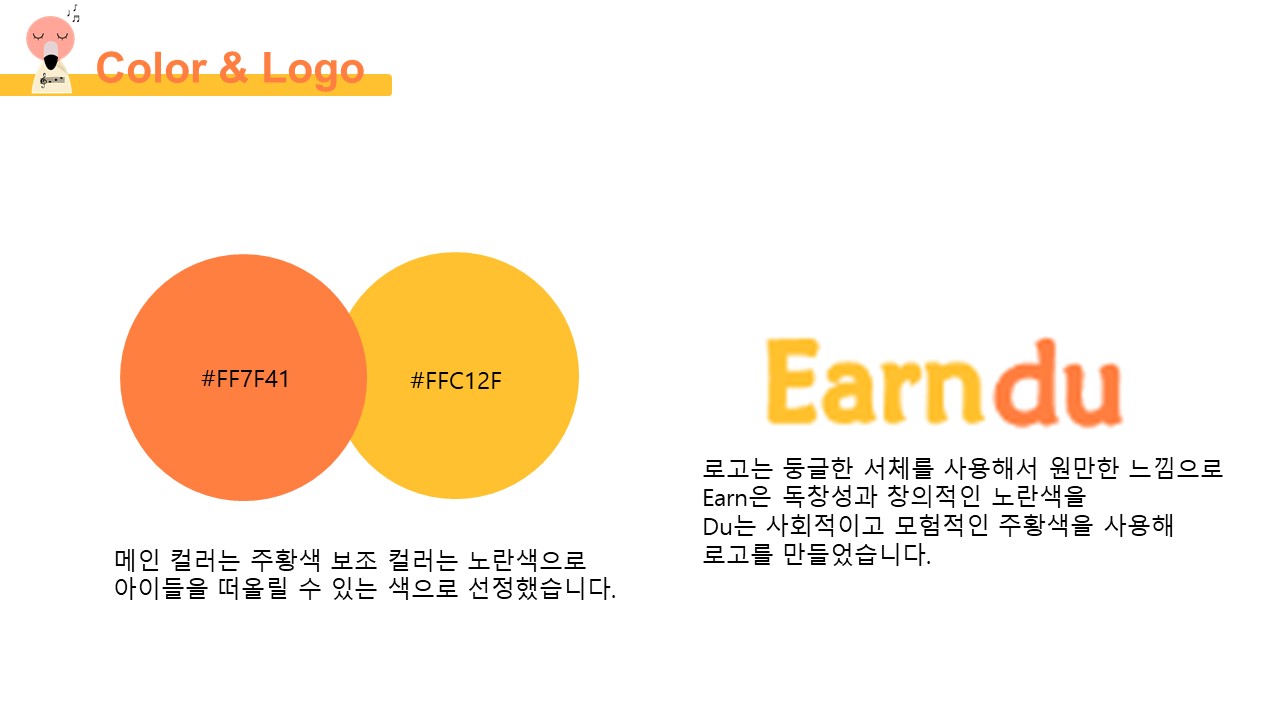 Color & Logo
#FF7F41
#FFC12F
메인 컬러는 주황색 보조 컬러는 노란색으로
아이들을 떠올릴 수 있는 색으로 선정했습니다.
Earndu
로고는 둥글한 서체를 사용해서 원만한 느낌으로
Earn은 독창성과 창의적인 노란색을
Du는 사회적이고 모험적인 주황색을 사용해
로고를 만들었습니다.